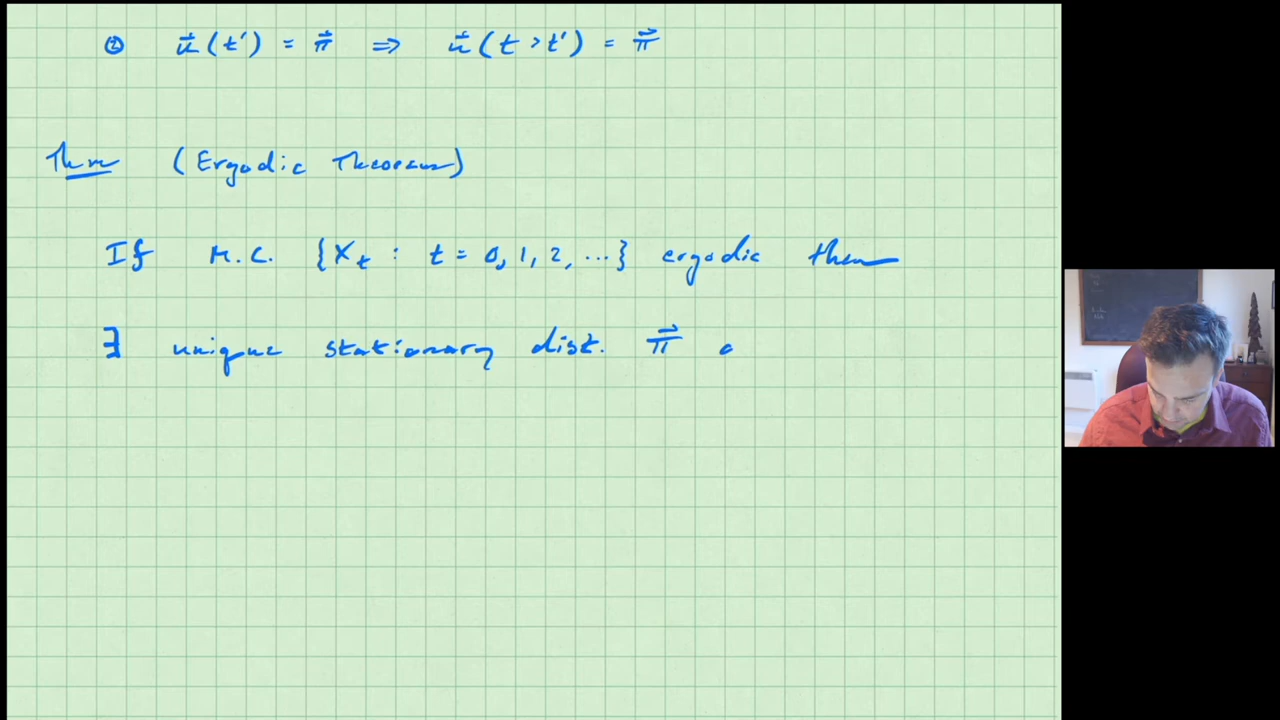 ② u⃗(t') = π⃗ ⇒ u⃗(t > t') = π⃗
Thm (Ergodic Theorem)
If M.C. {X_t : t = 0, 1, 2, ...} ergodic then
∃ unique stationary dist. π⃗